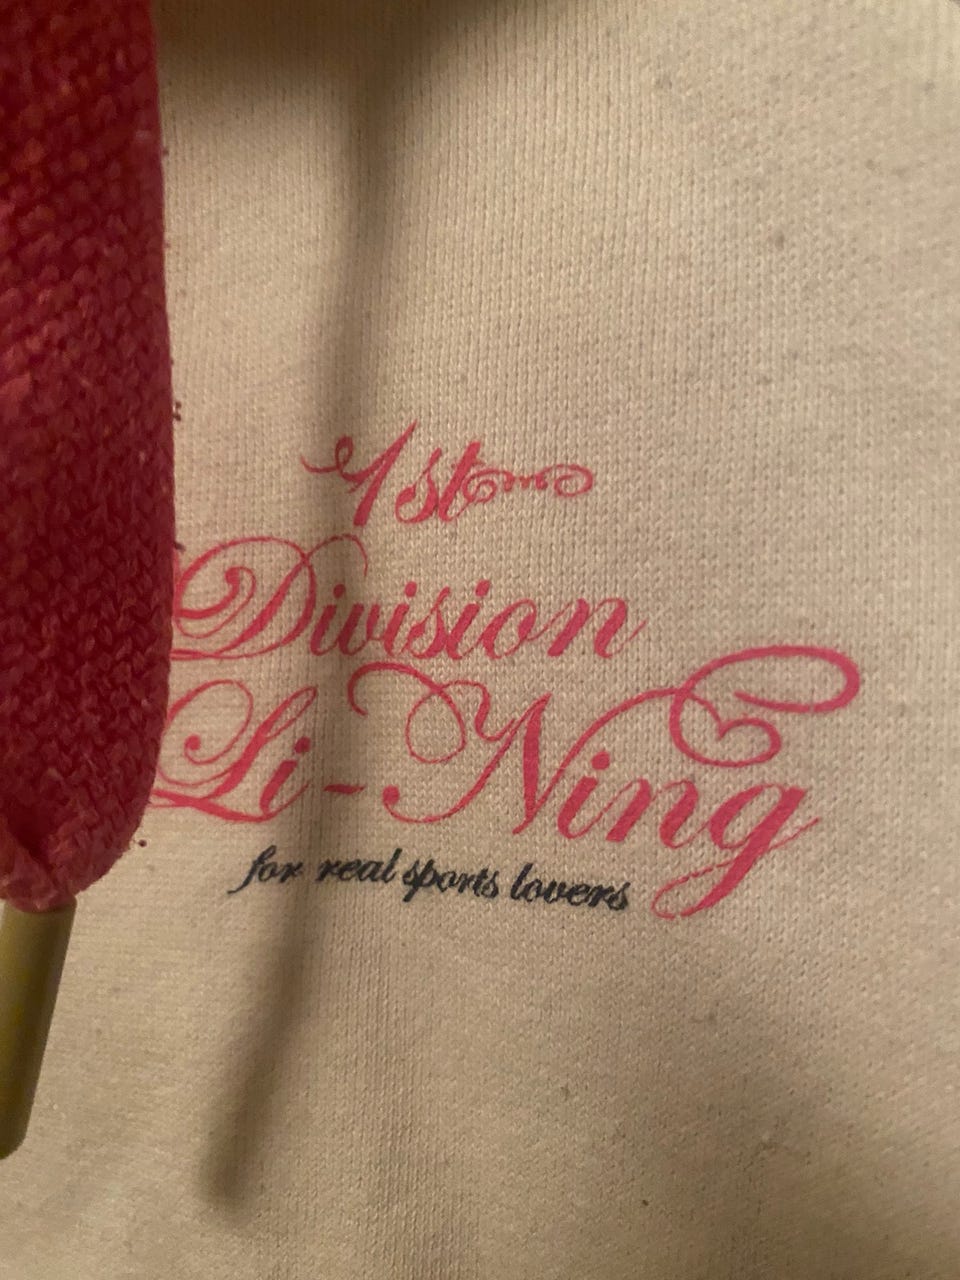 1st
Division
Li-Ning
for real sports lovers